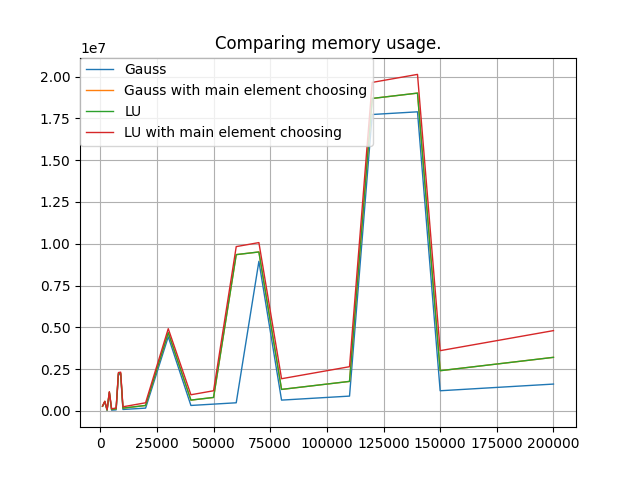 Comparing memory usage.
1e7
Gauss
Gauss with main element choosing
LU
LU with main element choosing
2.00
1.75
1.50
1.25
1.00
0.75
0.50
0.25
0.00
0 25000 50000 75000 100000 125000 150000 175000 200000